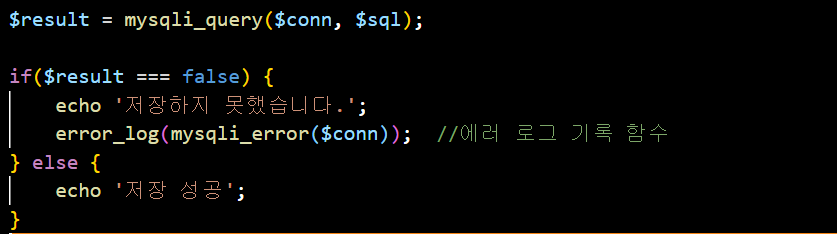 $result = mysqli_query($conn, $sql);
if($result === false) {
echo '저장하지 못했습니다.';
error_log(mysqli_error($conn)); //에러 로그 기록 함수
} else {
echo '저장 성공';
}